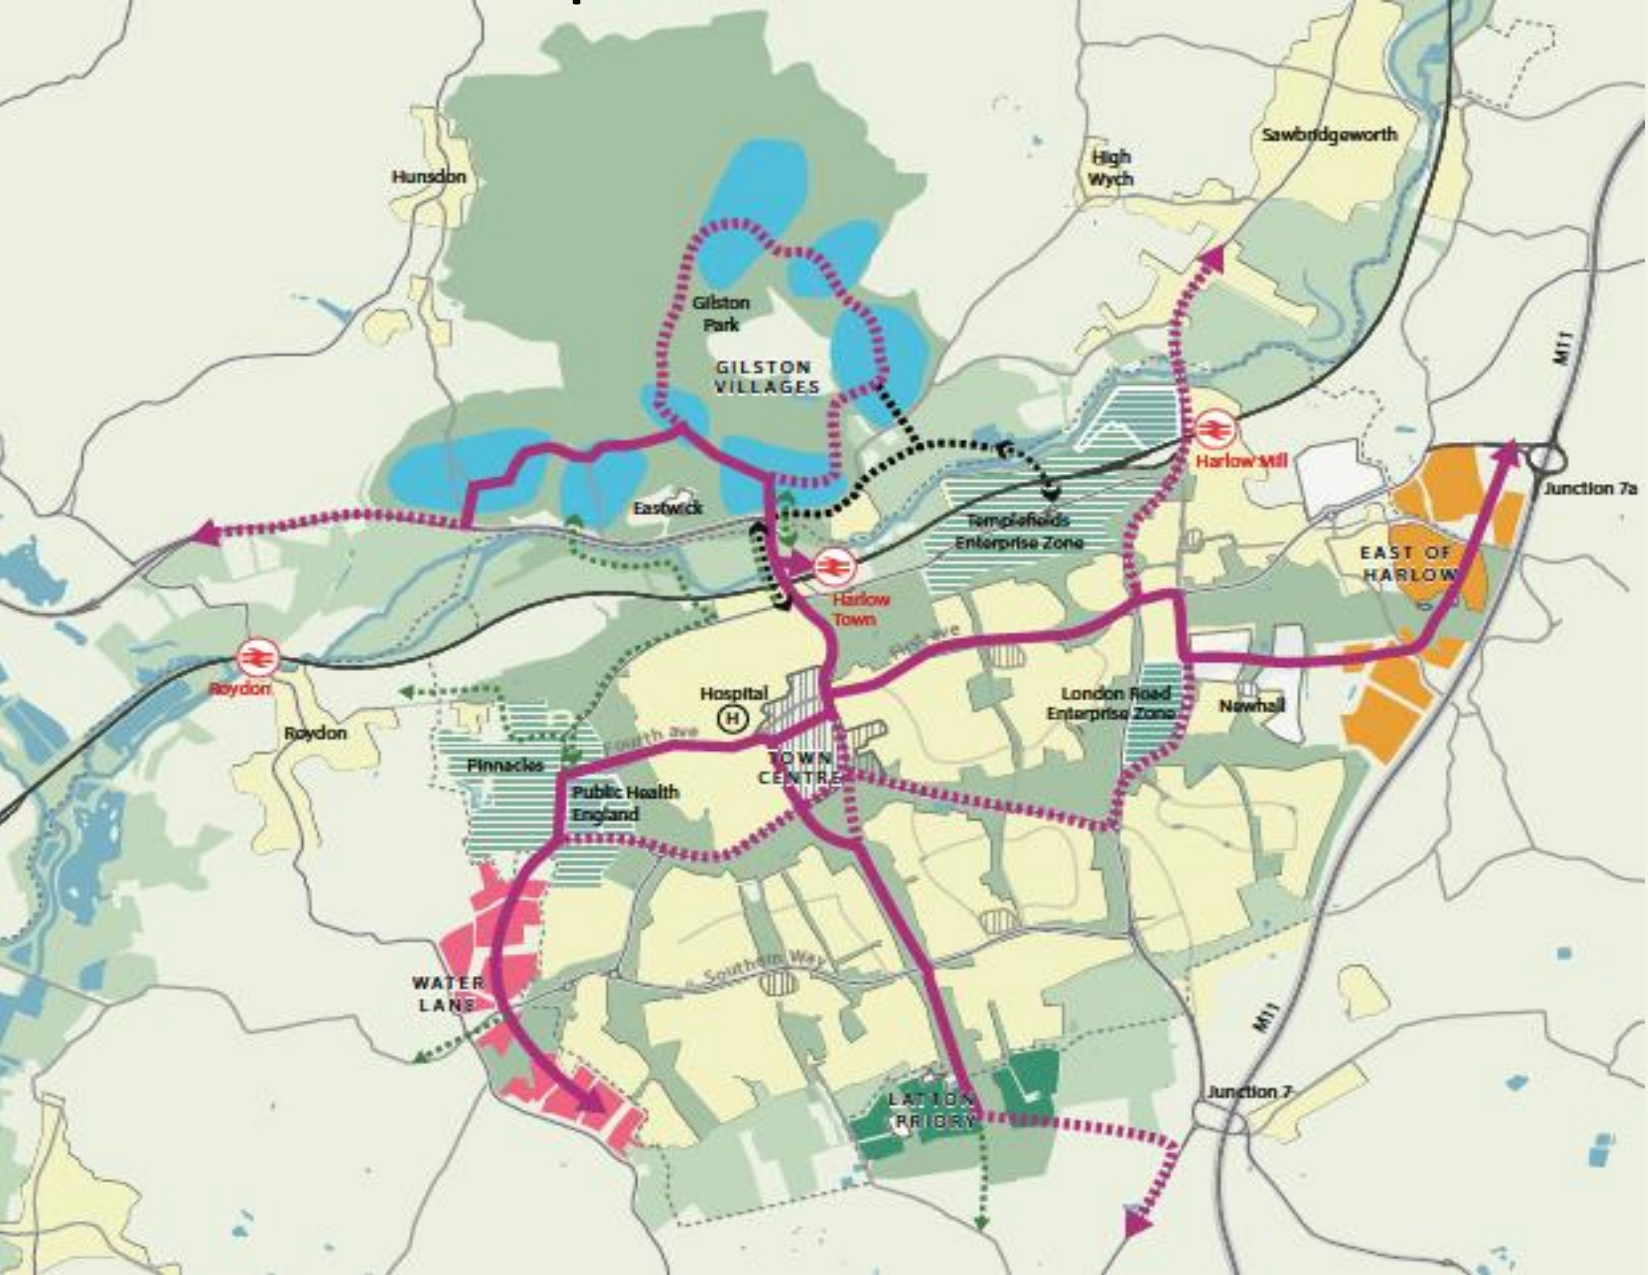 Sawbridgeworth
High
Wych
Hunsdon
Gilston
Park
GILSTON
VILLAGES
M11
Harlow Mill
Junction 7a
Eastwick
Templefields
Enterprise Zone
EAST OF
HARLOW
Harlow
Town
First ave
Roydon
Roydon
Hospital
H
London Road
Enterprise Zone
Newhall
Fourth ave
Pinnacles
TOWN
CENTRE
Public Health
England
Southern Way
WATER
LANE
M11
LATTON
PRIORY
Junction 7